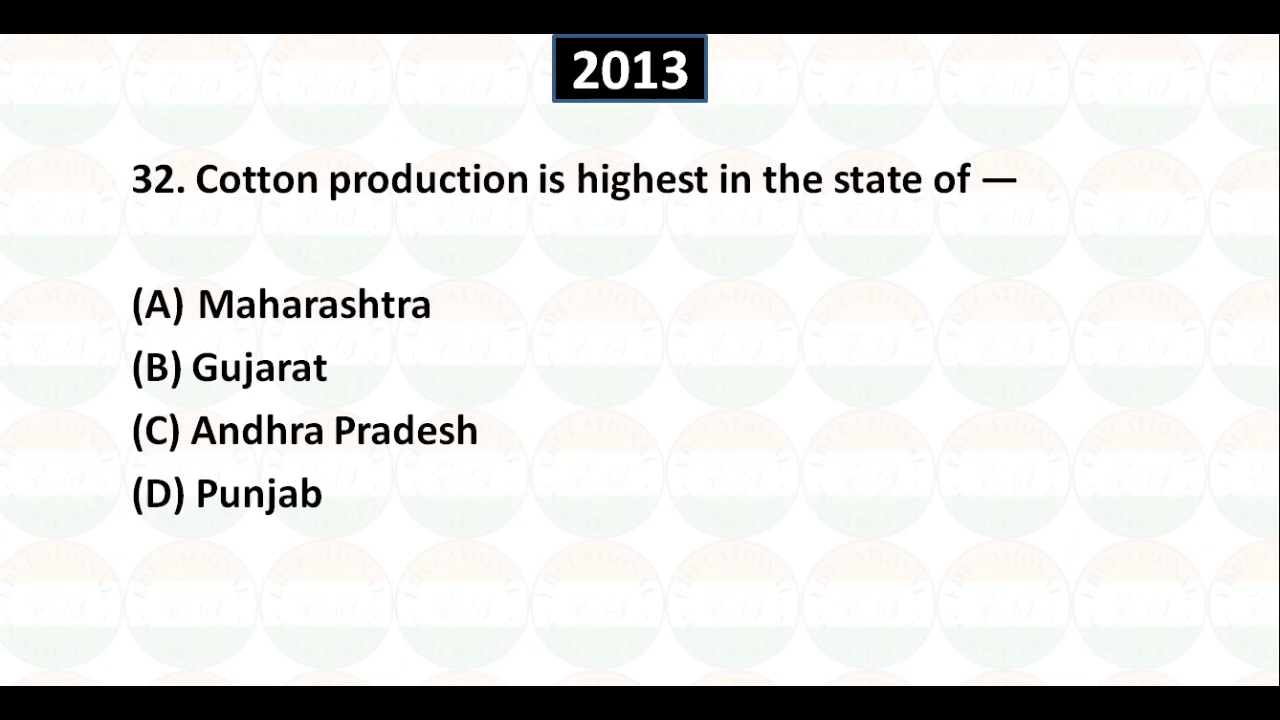 2013
32. Cotton production is highest in the state of —
(A) Maharashtra
(B) Gujarat
(C) Andhra Pradesh
(D) Punjab